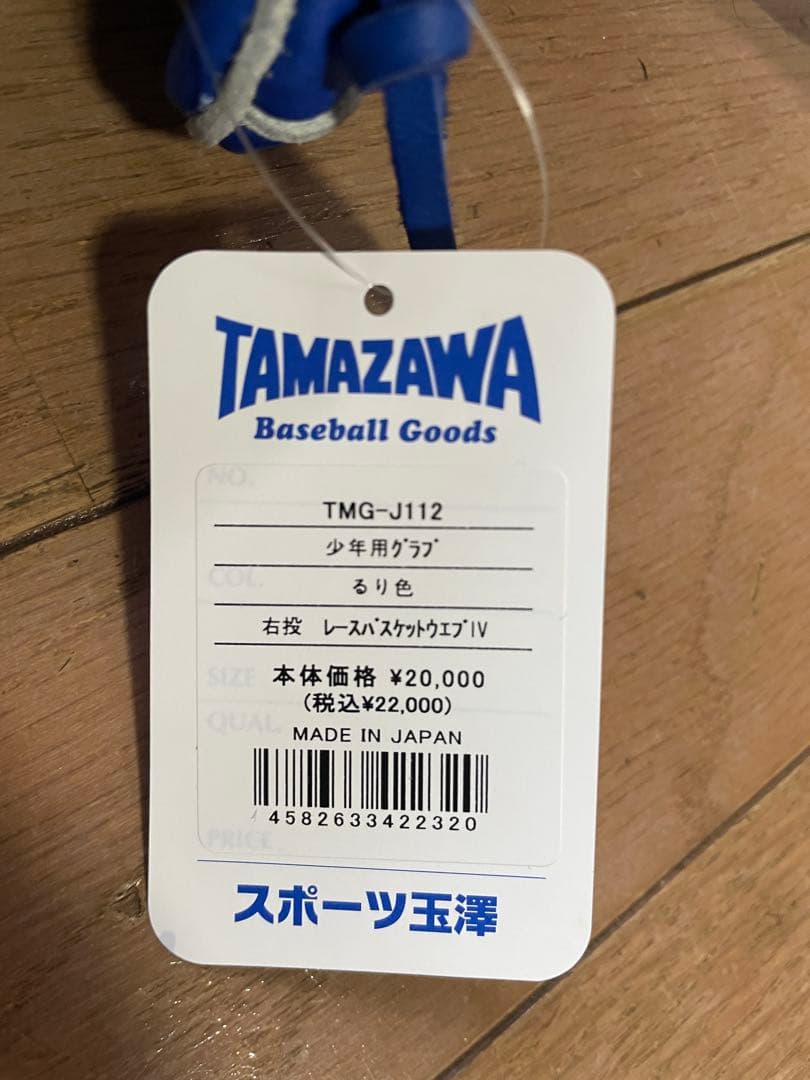 TAMAZAWA
Baseball Goods
NO.
TMG-J112
少年用ｸﾞﾗﾌﾞ
COL.
るり色
右投 ﾚｰｽﾊﾞｽｹｯﾄｳｴﾌﾞⅣ
SIZE
本体価格 ¥20,000
(税込¥22,000)
QUAL.
MADE IN JAPAN
4582633422320
PRICE
スポーツ玉澤